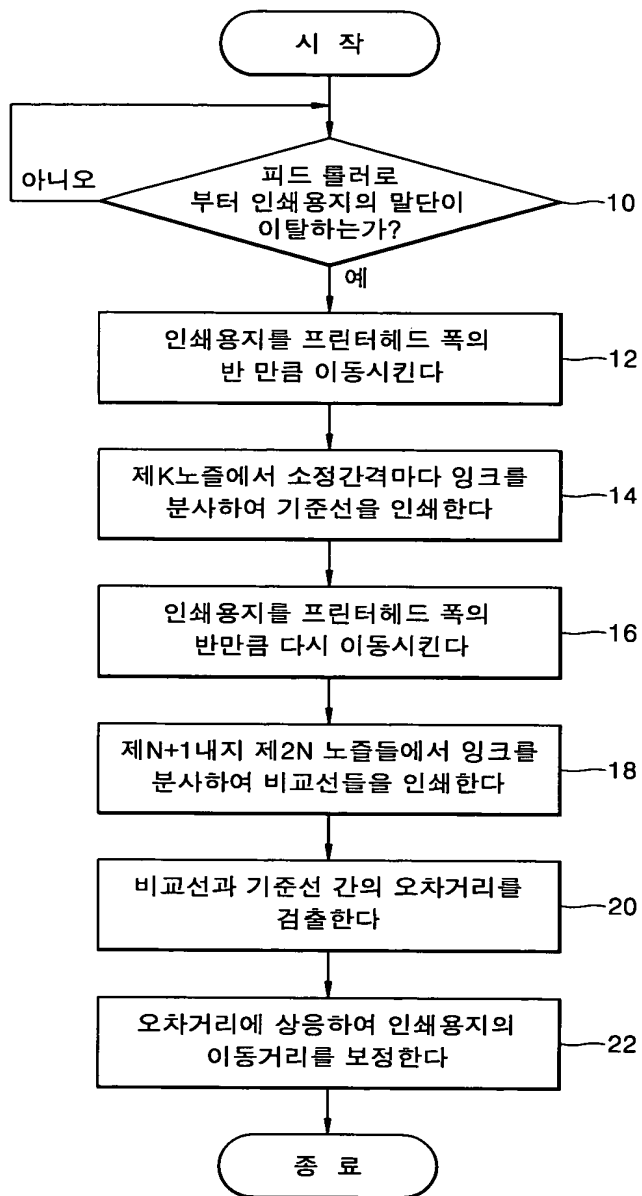 시 작
아니오
피드 롤러로
부터 인쇄용지의 말단이
이탈하는가?
10
예
인쇄용지를 프린터헤드 폭의
반 만큼 이동시킨다
12
제K노즐에서 소정간격마다 잉크를
분사하여 기준선을 인쇄한다
14
인쇄용지를 프린터헤드 폭의
반만큼 다시 이동시킨다
16
제N+1내지 제2N 노즐들에서 잉크를
분사하여 비교선들을 인쇄한다
18
비교선과 기준선 간의 오차거리를
검출한다
20
오차거리에 상응하여 인쇄용지의
이동거리를 보정한다
22
종 료